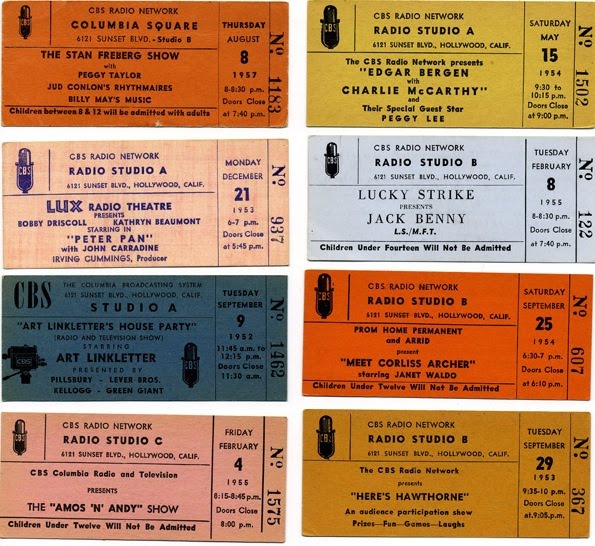 CBS RADIO NETWORK
COLUMBIA SQUARE
6121 SUNSET BLVD. - Studio B
THE STAN FREBERG SHOW
with
PEGGY TAYLOR
JUD CONLON'S RHYTHMAIRES
BILLY MAY'S MUSIC
Children between 8 & 12 will be admitted with adults
THURSDAY
AUGUST
8
1957
8-8:30 p.m.
Doors Close
at 7:40 p.m.
No 1183
CBS RADIO NETWORK
RADIO STUDIO A
6121 SUNSET BLVD., HOLLYWOOD, CALIF.
The CBS Radio Network presents
"EDGAR BERGEN
with
CHARLIE McCARTHY"
and
Their Special Guest Star
PEGGY LEE
SATURDAY
MAY
15
1954
9:30 to
10:15 p.m.
Doors Close
at 9:00 p.m.
No 1502
CBS
CBS RADIO NETWORK
RADIO STUDIO A
6121 SUNSET BLVD., HOLLYWOOD, CALIF.
LUX RADIO THEATRE
PRESENTS
BOBBY DRISCOLL KATHRYN BEAUMONT
STARRING IN
"PETER PAN"
with JOHN CARRADINE
IRVING CUMMINGS, Producer
MONDAY
DECEMBER
21
1953
6-7 p.m.
Doors Close
at 5:45 p.m.
No 937
CBS
CBS RADIO NETWORK
RADIO STUDIO B
6121 SUNSET BLVD., HOLLYWOOD, CALIF.
LUCKY STRIKE
PRESENTS
JACK BENNY
L.S./M.F.T.
Children Under Fourteen Will Not Be Admitted
TUESDAY
FEBRUARY
8
1955
8-8:30 p.m.
Doors Close
at 7:40 p.m.
No 122
CBS
THE COLUMBIA BROADCASTING SYSTEM
6121 SUNSET BLVD., HOLLYWOOD, CALIF.
STUDIO A
"ART LINKLETTER'S HOUSE PARTY"
(RADIO AND TELEVISION SHOW)
STARRING
ART LINKLETTER
PRESENTED BY
PILLSBURY - LEVER BROS.
KELLOGG - GREEN GIANT
CBS
CBS
TUESDAY
SEPTEMBER
9
1952
11:45 a.m. to
12:15 p.m.
Doors Close
11:30 a.m.
No 1462
CBS RADIO NETWORK
RADIO STUDIO B
6121 SUNSET BLVD., HOLLYWOOD, CALIF.
PROM HOME PERMANENT
and ARRID
present
"MEET CORLISS ARCHER"
starring JANET WALDO
Children Under Twelve Will Not Be Admitted
SATURDAY
SEPTEMBER
25
1954
6:30-7 p.m.
Doors Close
at 6:10 p.m.
No 607
CBS
CBS RADIO NETWORK
RADIO STUDIO C
6121 SUNSET BLVD., HOLLYWOOD, CALIF.
CBS Columbia Radio and Television
PRESENTS
THE "AMOS 'N' ANDY" SHOW
Children Under Twelve Will Not Be Admitted
FRIDAY
FEBRUARY
4
1955
8:15-8:45 p.m.
Doors Close
8:00 p.m.
No 1575
CBS
CBS RADIO NETWORK
RADIO STUDIO B
6121 SUNSET BLVD., HOLLYWOOD, CALIF.
The CBS Radio Network
presents
"HERE'S HAWTHORNE"
An audience participation show
Prizes—Fun—Games—Laughs
TUESDAY
SEPTEMBER
29
1953
9:35-10 p.m.
Doors Close
at 9:05 p.m.
No 367